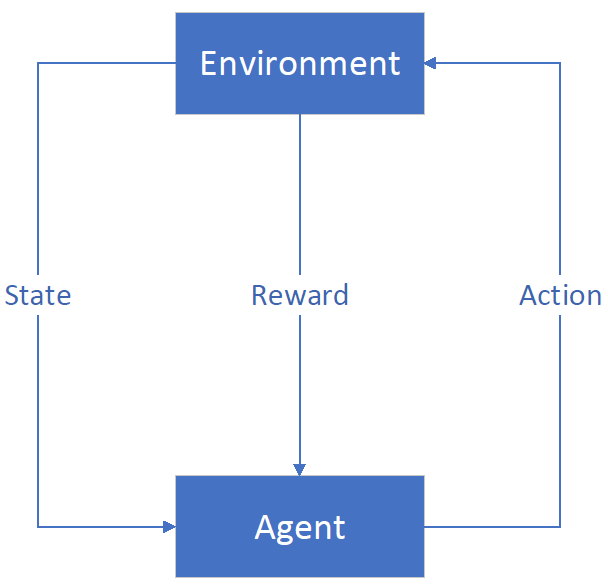 Environment
State
Reward
Action
Agent